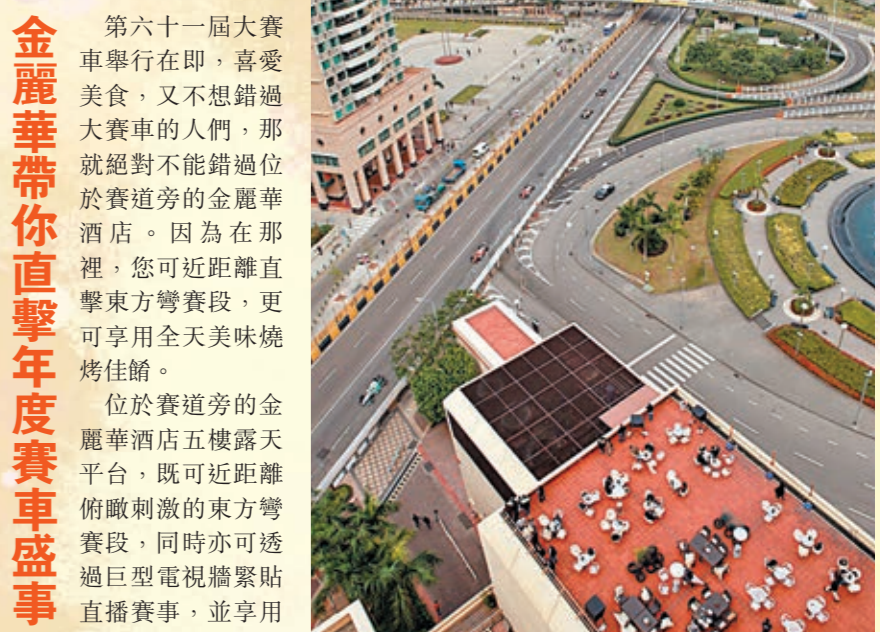 金麗華帶你直擊年度賽車盛事
第六十一屆大賽
車舉行在即，喜愛
美食，又不想錯過
大賽車的人們，那
就絕對不能錯過位
於賽道旁的金麗華
酒店。因為在那
裡，您可近距離直
擊東方彎賽段，更
可享用全天美味燒
烤佳餚。
位於賽道旁的金
麗華酒店五樓露天
平台，既可近距離
俯瞰刺激的東方彎
賽段，同時亦可透
過巨型電視牆緊貼
直播賽事，並享用